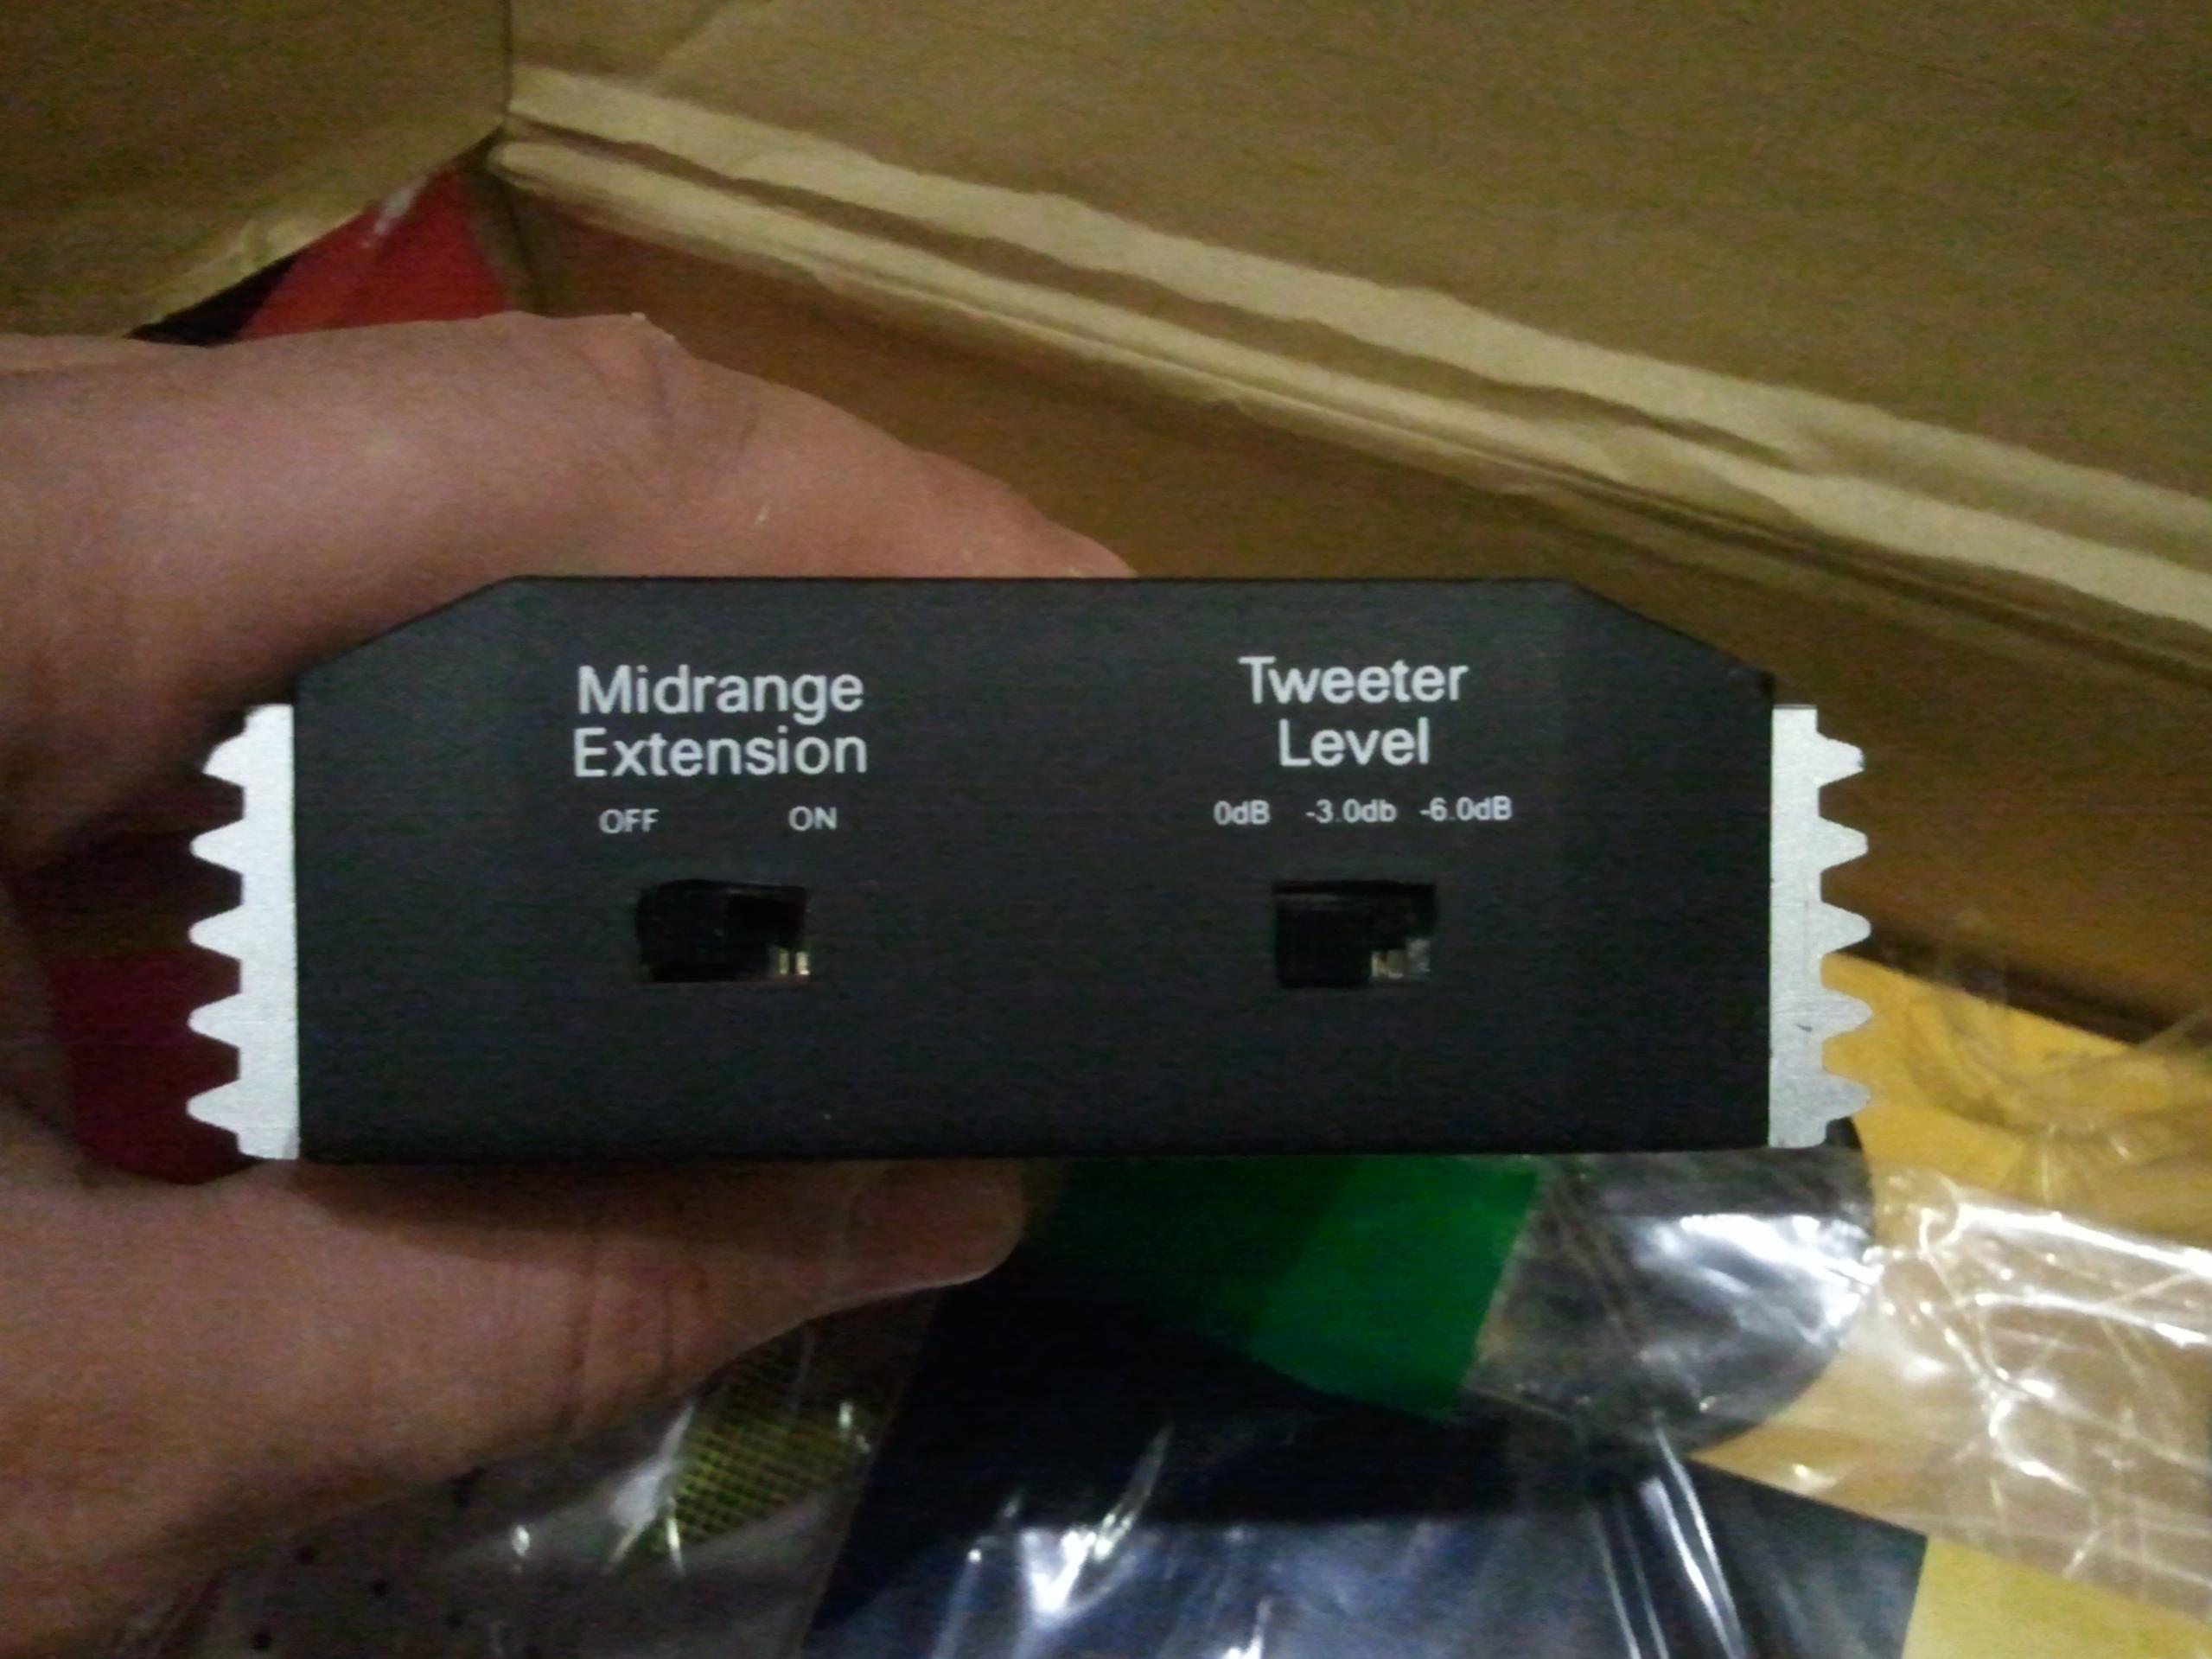 Midrange
Extension
OFF ON
Tweeter
Level
0dB -3.0db -6.0dB